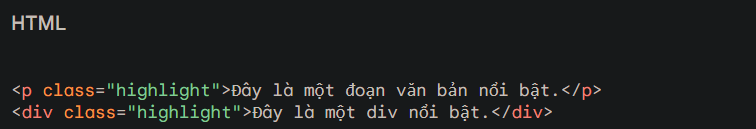 HTML
<p class="highlight">Đây là một đoạn văn bản nổi bật.</p>
<div class="highlight">Đây là một div nổi bật.</div>